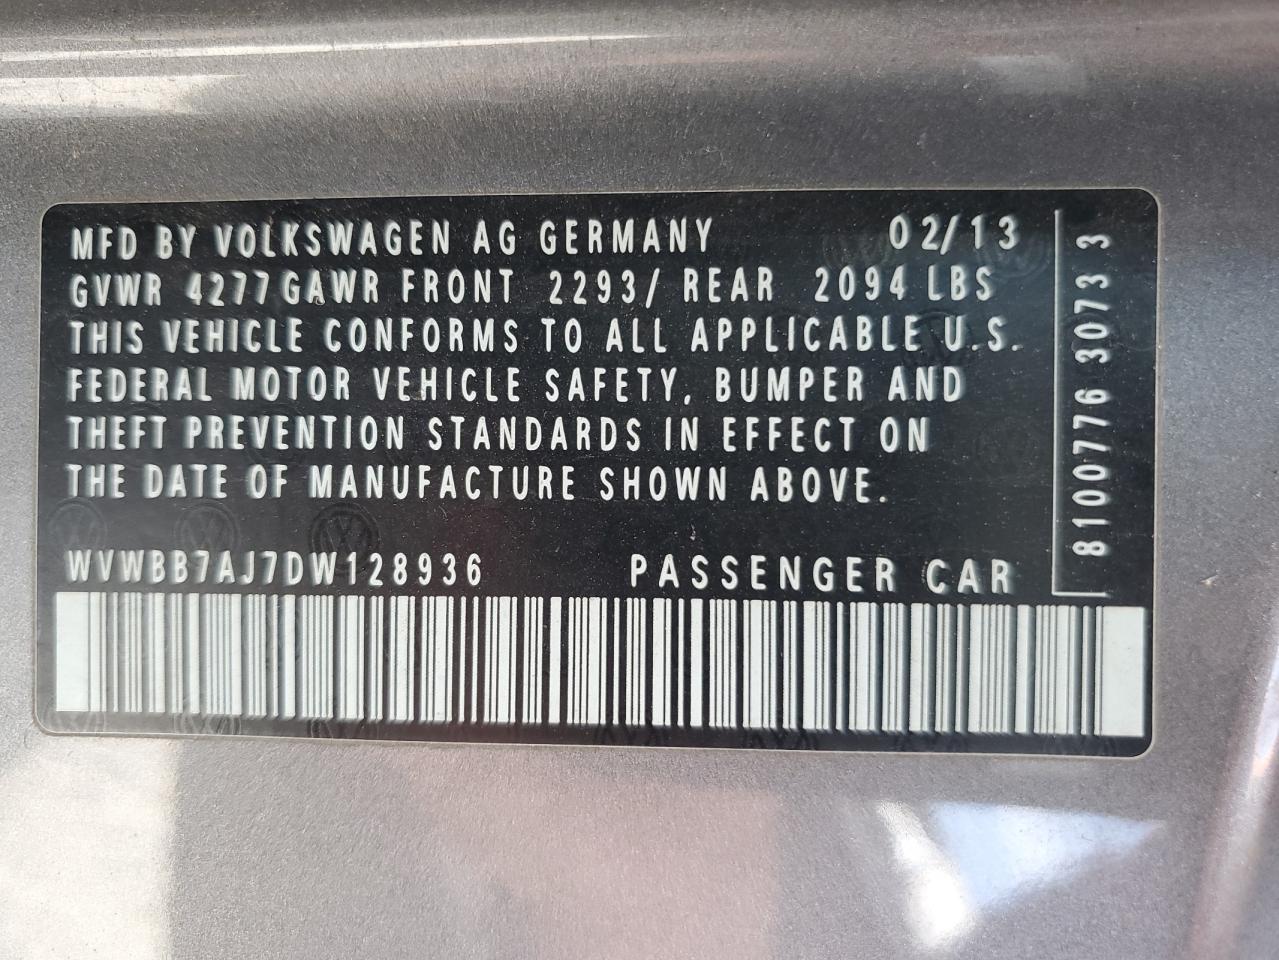 MFD BY VOLKSWAGEN AG GERMANY 02/13
GVWR 4277GAWR FRONT 2293/ REAR 2094 LBS
THIS VEHICLE CONFORMS TO ALL APPLICABLE U.S.
FEDERAL MOTOR VEHICLE SAFETY, BUMPER AND
THEFT PREVENTION STANDARDS IN EFFECT ON
THE DATE OF MANUFACTURE SHOWN ABOVE.
WVWBB7AJ7DW128936 PASSENGER CAR
8100776 3073 3